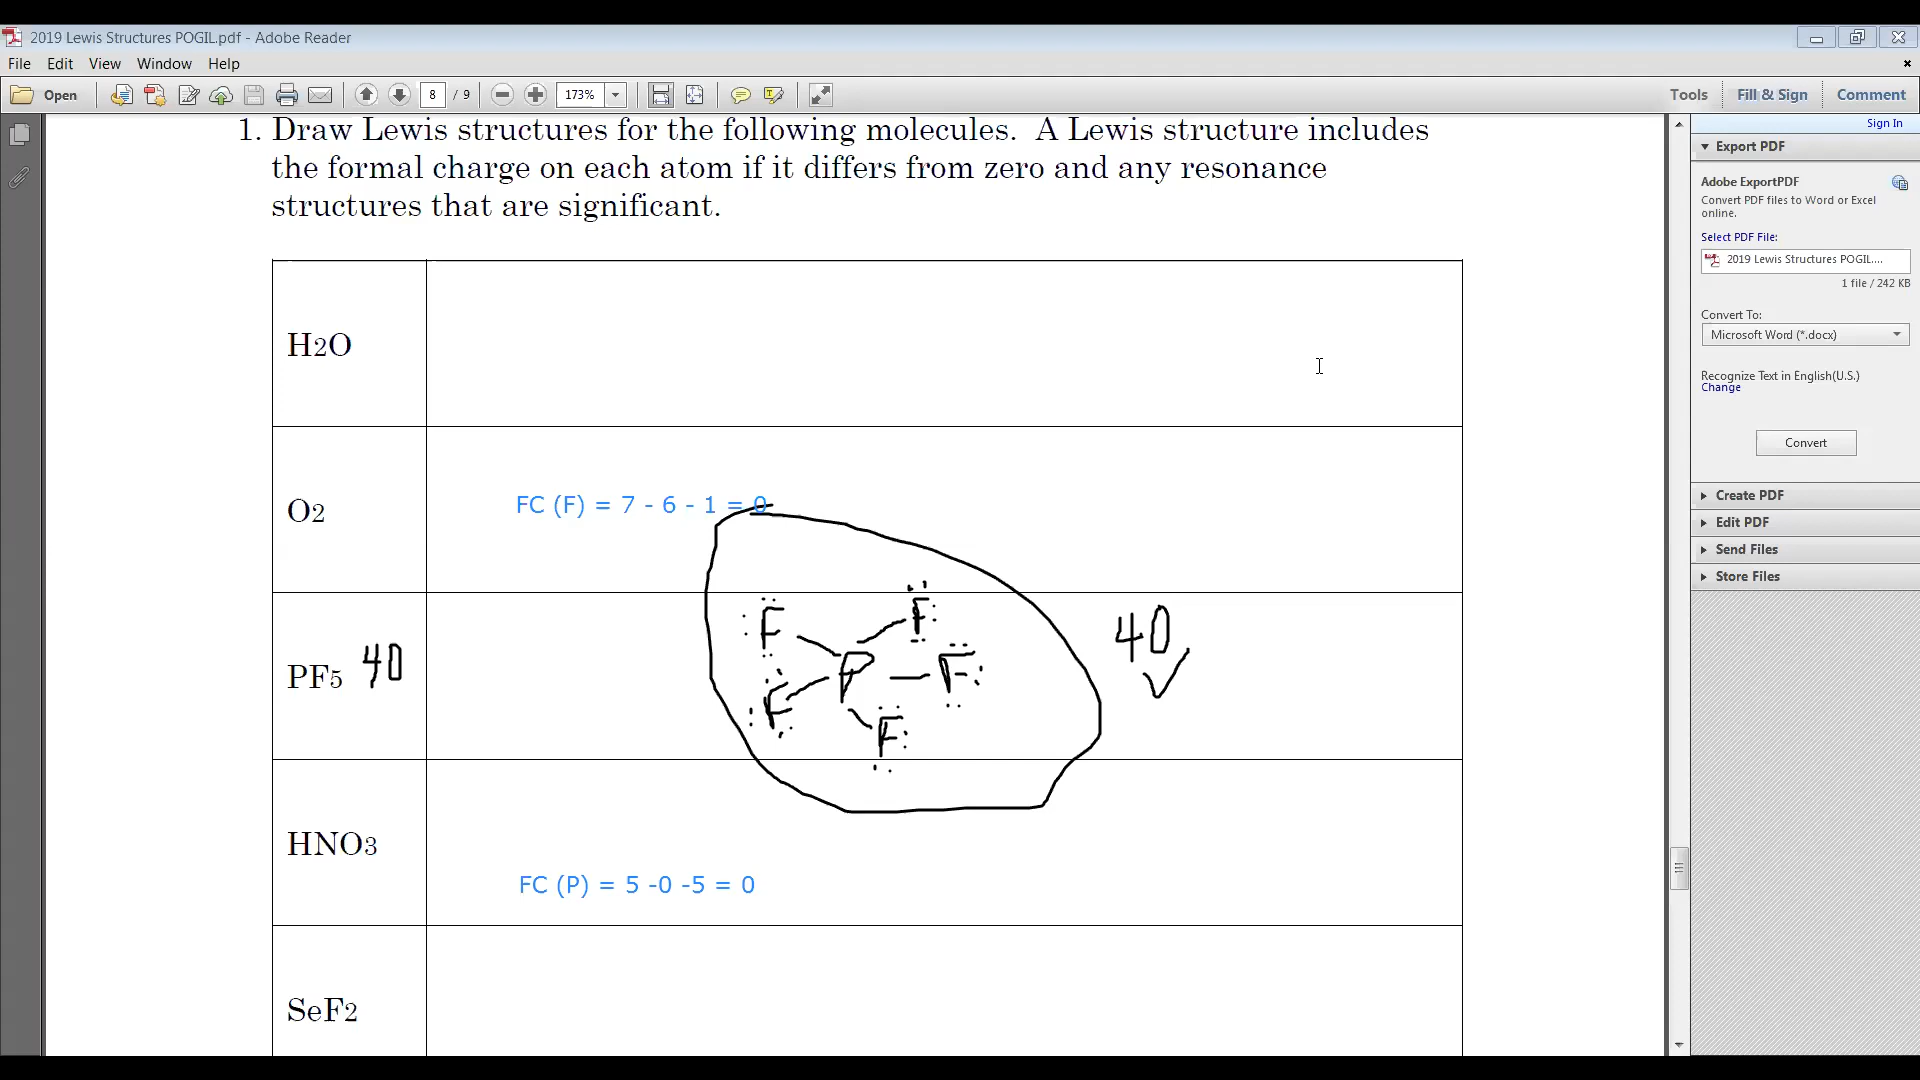 2019 Lewis Structures POGIL.pdf - Adobe Reader
File Edit View Window Help
Open 8 / 9 173% Tools Fill & Sign Comment
Sign In
1. Draw Lewis structures for the following molecules. A Lewis structure includes
the formal charge on each atom if it differs from zero and any resonance
structures that are significant.
H2O
O2
FC (F) = 7 - 6 - 1 = 0
PF5 40
F F
P F
F F
40
HNO3
FC (P) = 5 -0 -5 = 0
SeF2
Export PDF
Adobe ExportPDF
Convert PDF files to Word or Excel
online.
Select PDF File:
2019 Lewis Structures POGIL....
1 file / 242 KB
Convert To:
Microsoft Word (*.docx)
Recognize Text in English(U.S.)
Change
Convert
Create PDF
Edit PDF
Send Files
Store Files